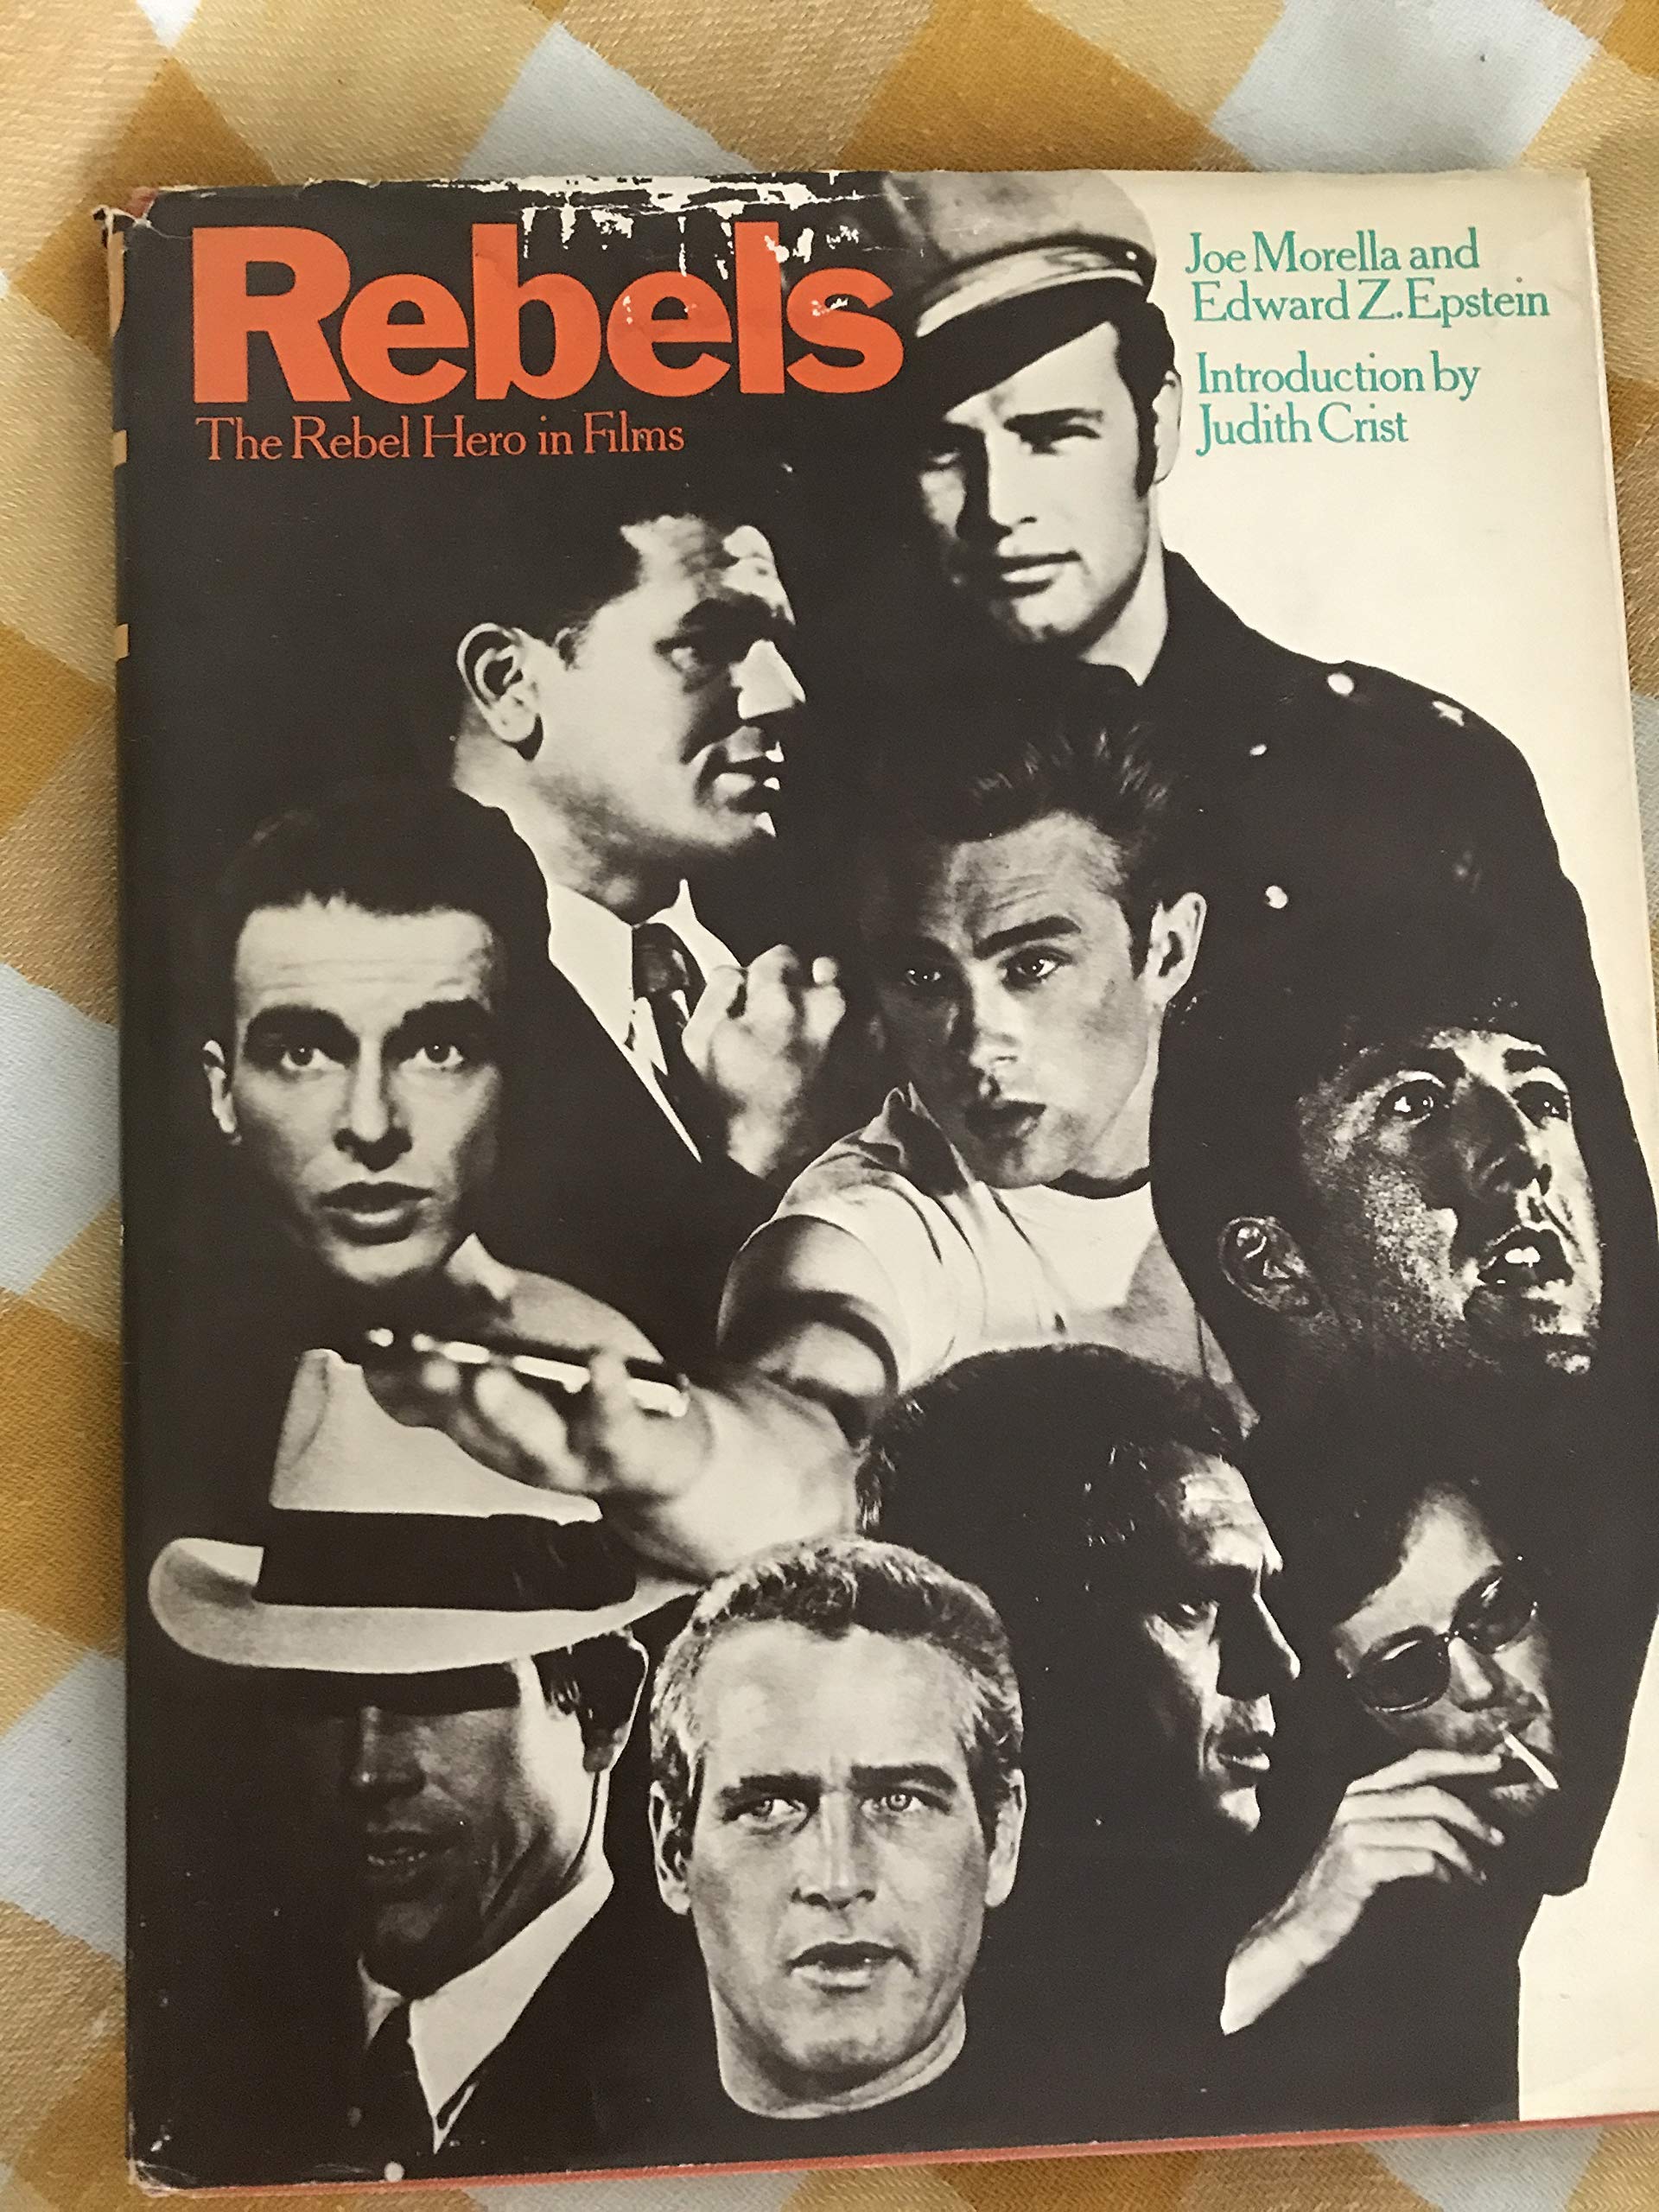 Rebels
The Rebel Hero in Films
Joe Morella and
Edward Z. Epstein
Introduction by
Judith Crist